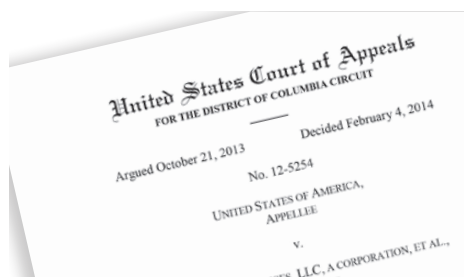 United States Court of Appeals
FOR THE DISTRICT OF COLUMBIA CIRCUIT
Argued October 21, 2013
Decided February 4, 2014
No. 12-5254
UNITED STATES OF AMERICA,
APPELLEE
v.
LLC, A CORPORATION, ET AL.,